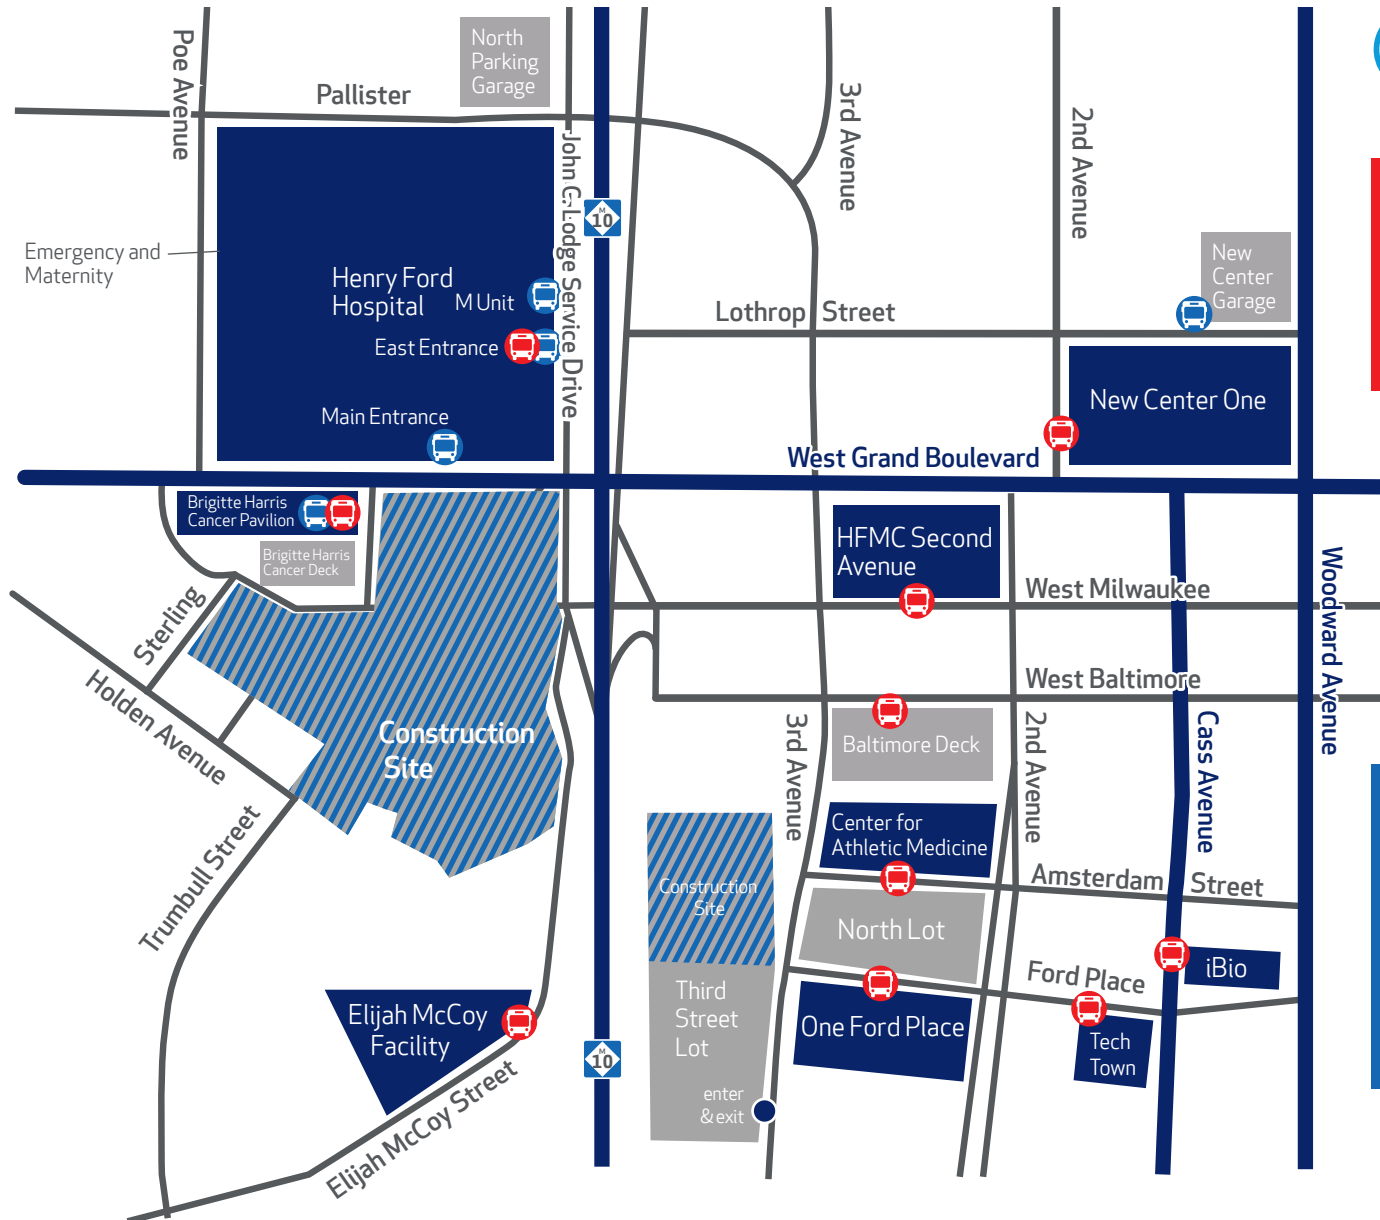 North
Parking
Garage
Poe Avenue
Pallister
3rd Avenue
2nd Avenue
John C. Lodge Service Drive
M
10
Emergency and
Maternity
Henry Ford
Hospital
M Unit
East Entrance
Main Entrance
New
Center
Garage
Lothrop Street
New Center One
West Grand Boulevard
Brigitte Harris
Cancer Pavilion
Brigitte Harris
Cancer Deck
HFMC Second
Avenue
West Milwaukee
Woodward Avenue
Sterling
Holden Avenue
West Baltimore
Construction
Site
3rd Avenue
Baltimore Deck
2nd Avenue
Cass Avenue
Trumbull Street
Center for
Athletic Medicine
Construction
Site
Amsterdam Street
North Lot
Ford Place
iBio
Third
Street
Lot
One Ford Place
Elijah McCoy
Facility
Tech
Town
M
10
enter
& exit
Elijah McCoy Street